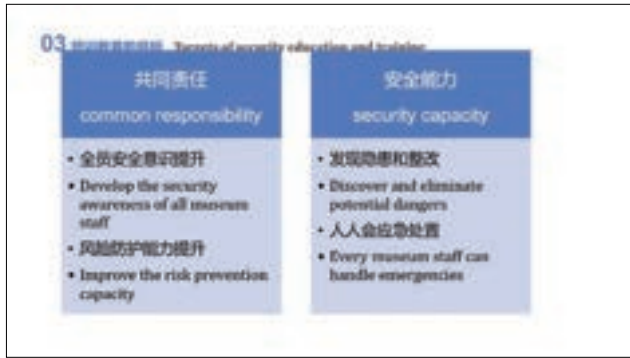 03
Targets of security education and training
共同责任
common responsibility
• 全员安全意识提升
• Develop the security
awareness of all museum
staff
• 风险防护能力提升
• Improve the risk prevention
capacity
安全能力
security capacity
• 发现隐患和整改
• Discover and eliminate
potential dangers
• 人人会应急处置
• Every museum staff can
handle emergencies